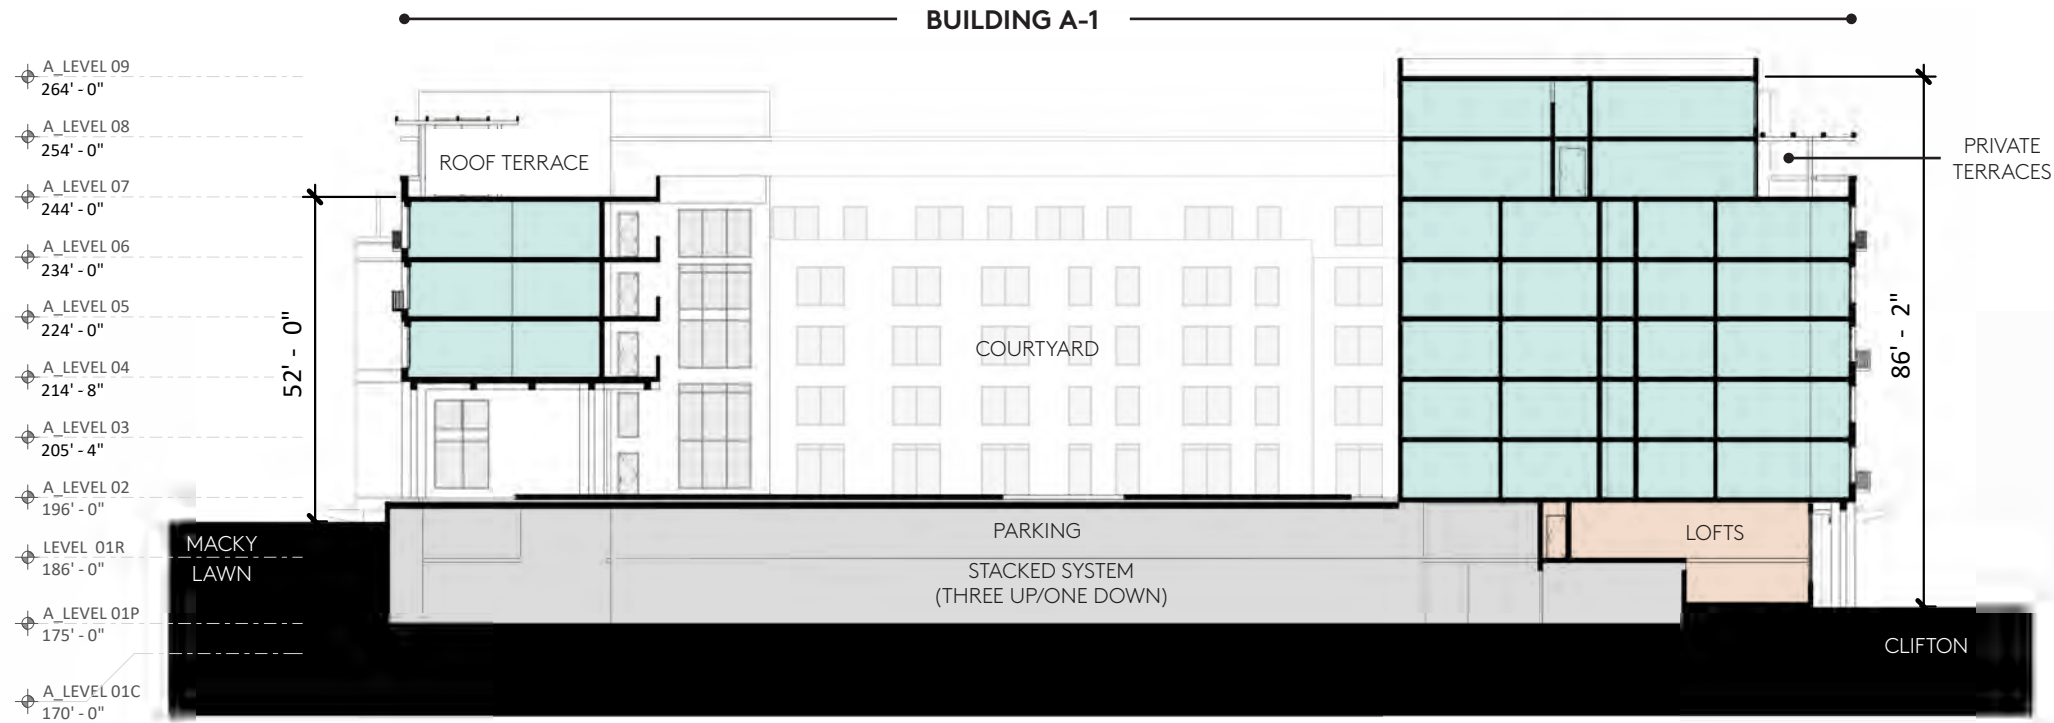 BUILDING A-1
A_LEVEL 09
264' - 0"
A_LEVEL 08
254' - 0"
A_LEVEL 07
244' - 0"
A_LEVEL 06
234' - 0"
A_LEVEL 05
224' - 0"
A_LEVEL 04
214' - 8"
A_LEVEL 03
205' - 4"
A_LEVEL 02
196' - 0"
LEVEL 01R
186' - 0"
A_LEVEL 01P
175' - 0"
A_LEVEL 01C
170' - 0"
52' - 0"
ROOF TERRACE
COURTYARD
PRIVATE
TERRACES
86' - 2"
MACKY
LAWN
PARKING
STACKED SYSTEM
(THREE UP/ONE DOWN)
LOFTS
CLIFTON